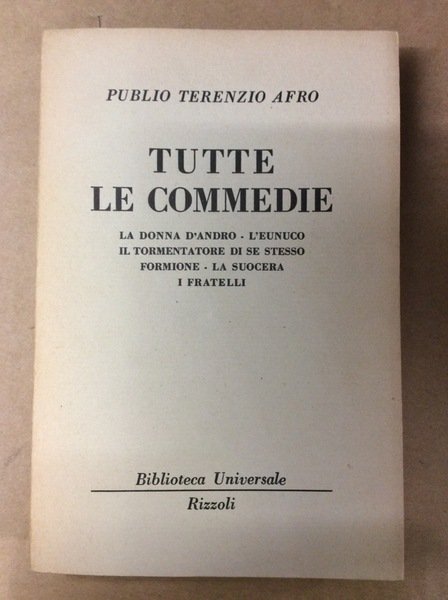 PUBLIO TERENZIO AFRO
TUTTE
LE COMMEDIE
LA DONNA D'ANDRO - L'EUNUCO
IL TORMENTATORE DI SE STESSO
FORMIONE - LA SUOCERA
I FRATELLI
Biblioteca Universale
Rizzoli